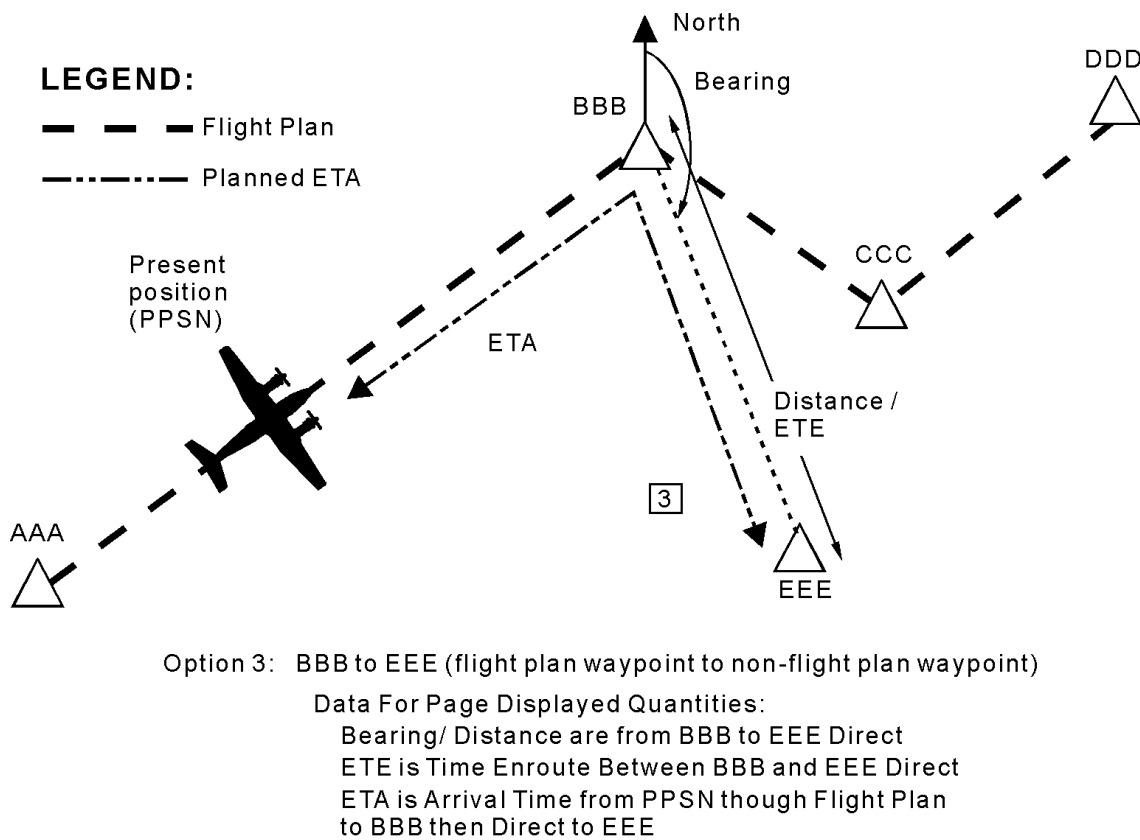 North
LEGEND:
Bearing
DDD
BBB
Flight Plan
Planned ETA
CCC
Present
position
(PPSN)
ETA
Distance /
ETE
3
AAA
EEE
Option 3: BBB to EEE (flight plan waypoint to non-flight plan waypoint)
Data For Page Displayed Quantities:
Bearing/ Distance are from BBB to EEE Direct
ETE is Time Enroute Between BBB and EEE Direct
ETA is Arrival Time from PPSN though Flight Plan
to BBB then Direct to EEE